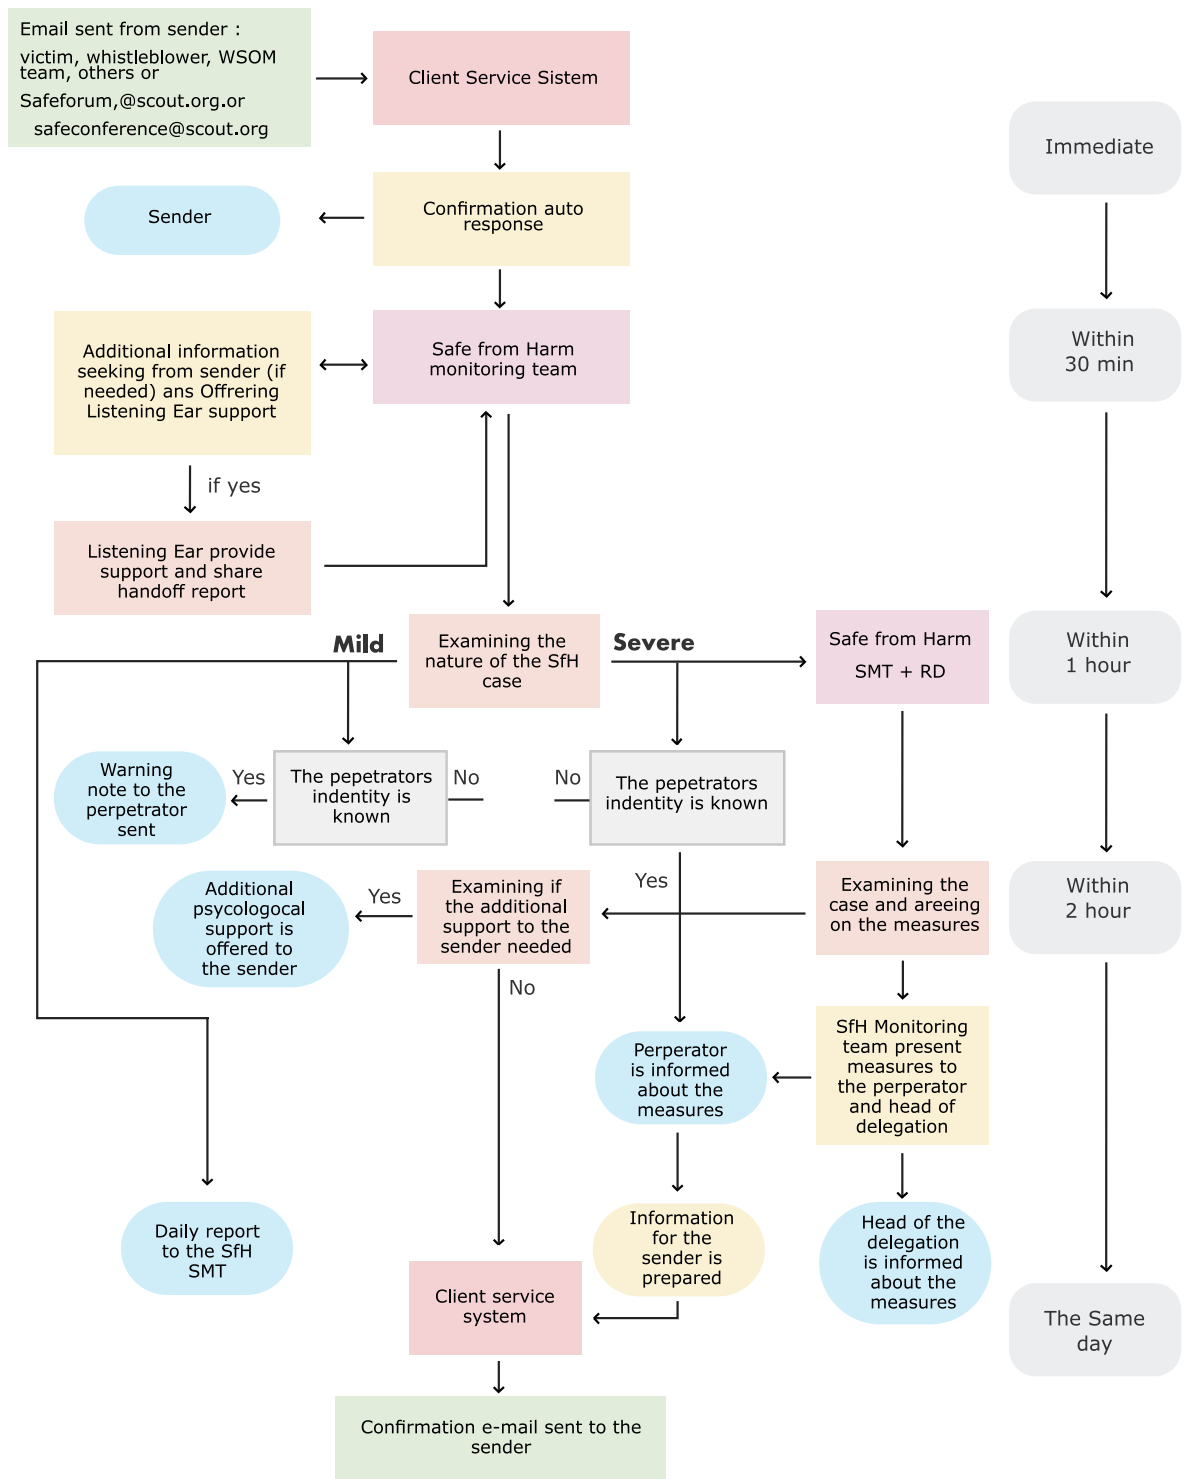 Email sent from sender :
victim, whistleblower, WSOM
team, others or
Safeforum,@scout.org.or
safeconference@scout.org
Client Service Sistem
Immediate
Sender
Confirmation auto
response
Additional information
seeking from sender (if
needed) ans Offrering
Listening Ear support
Safe from Harm
monitoring team
Within
30 min
if yes
Listening Ear provide
support and share
handoff report
Mild
Examining the
nature of the SfH
case
Severe
Safe from Harm
SMT + RD
Within
1 hour
Warning
note to the
perpetrator
sent
Yes
The pepetrators
indentity is
known
No
No
The pepetrators
indentity is known
Additional
psycologocal
support is
offered to
the sender
Yes
Examining if
the additional
support to the
sender needed
Yes
Examining the
case and areeing
on the measures
Within
2 hour
No
Perperator
is informed
about the
measures
SfH Monitoring
team present
measures to
the perperator
and head of
delegation
Daily report
to the SfH
SMT
Information
for the
sender is
prepared
Head of the
delegation
is informed
about the
measures
Client service
system
The Same
day
Confirmation e-mail sent to the
sender